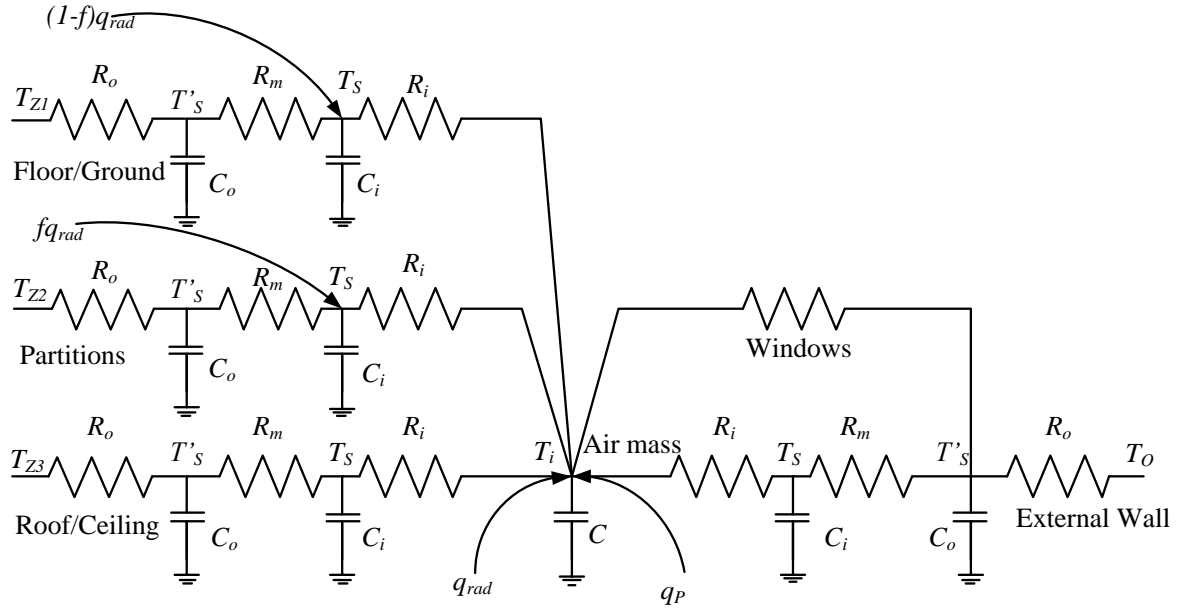 (1-f)q_rad
R_o R_m T_S R_i
T_Z1 T'_S
Floor/Ground C_o C_i
fq_rad
R_o R_m T_S R_i
T_Z2 T'_S
Partitions C_o C_i Windows
R_o R_m R_i T_i Air mass R_i R_m R_o
T_Z3 T'_S T_S T_S T'_S T_O
Roof/Ceiling C_o C_i C C_i C_o External Wall
q_rad q_P